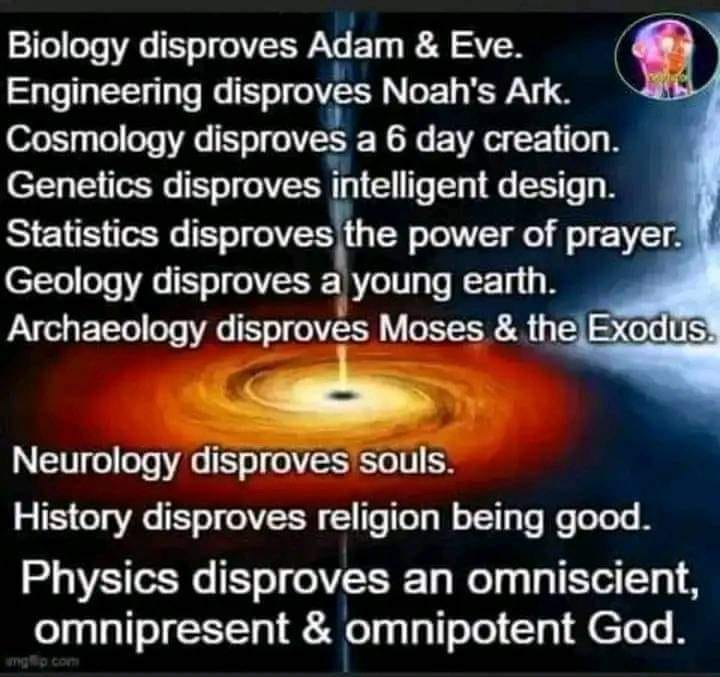 Biology disproves Adam & Eve.
Engineering disproves Noah's Ark.
Cosmology disproves a 6 day creation.
Genetics disproves intelligent design.
Statistics disproves the power of prayer.
Geology disproves a young earth.
Archaeology disproves Moses & the Exodus.
Neurology disproves souls.
History disproves religion being good.
Physics disproves an omniscient,
omnipresent & omnipotent God.
imgflip.com